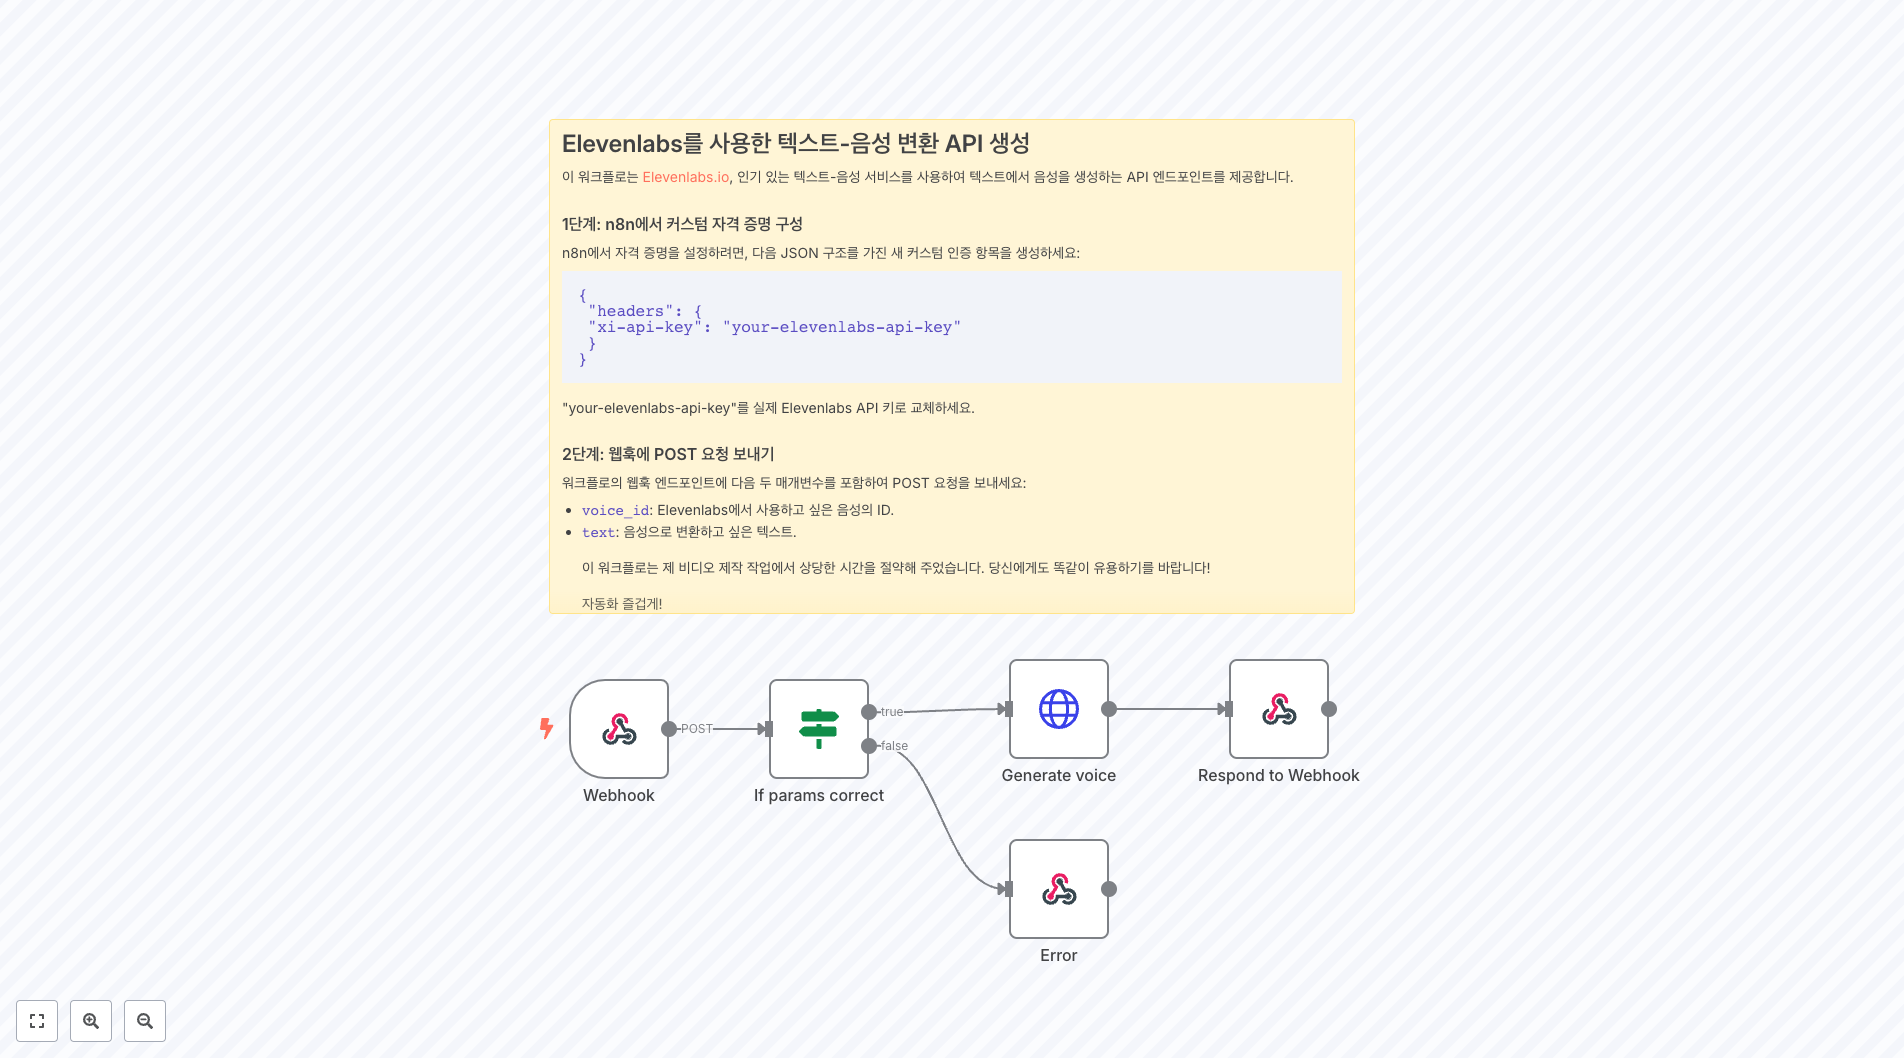 Elevenlabs를 사용한 텍스트-음성 변환 API 생성
이 워크플로는 Elevenlabs.io, 인기 있는 텍스트-음성 서비스를 사용하여 텍스트에서 음성을 생성하는 API 엔드포인트를 제공합니다.
1단계: n8n에서 커스텀 자격 증명 구성
n8n에서 자격 증명을 설정하려면, 다음 JSON 구조를 가진 새 커스텀 인증 항목을 생성하세요:
{
"headers": {
"xi-api-key": "your-elevenlabs-api-key"
}
}
"your-elevenlabs-api-key"를 실제 Elevenlabs API 키로 교체하세요.
2단계: 웹훅에 POST 요청 보내기
워크플로의 웹훅 엔드포인트에 다음 두 매개변수를 포함하여 POST 요청을 보내세요:
voice_id: Elevenlabs에서 사용하고 싶은 음성의 ID.
text: 음성으로 변환하고 싶은 텍스트.
이 워크플로는 제 비디오 제작 작업에서 상당한 시간을 절약해 주었습니다. 당신에게도 똑같이 유용하기를 바랍니다!
자동화 즐겁게!
POST
true
false
Webhook
If params correct
Generate voice
Respond to Webhook
Error